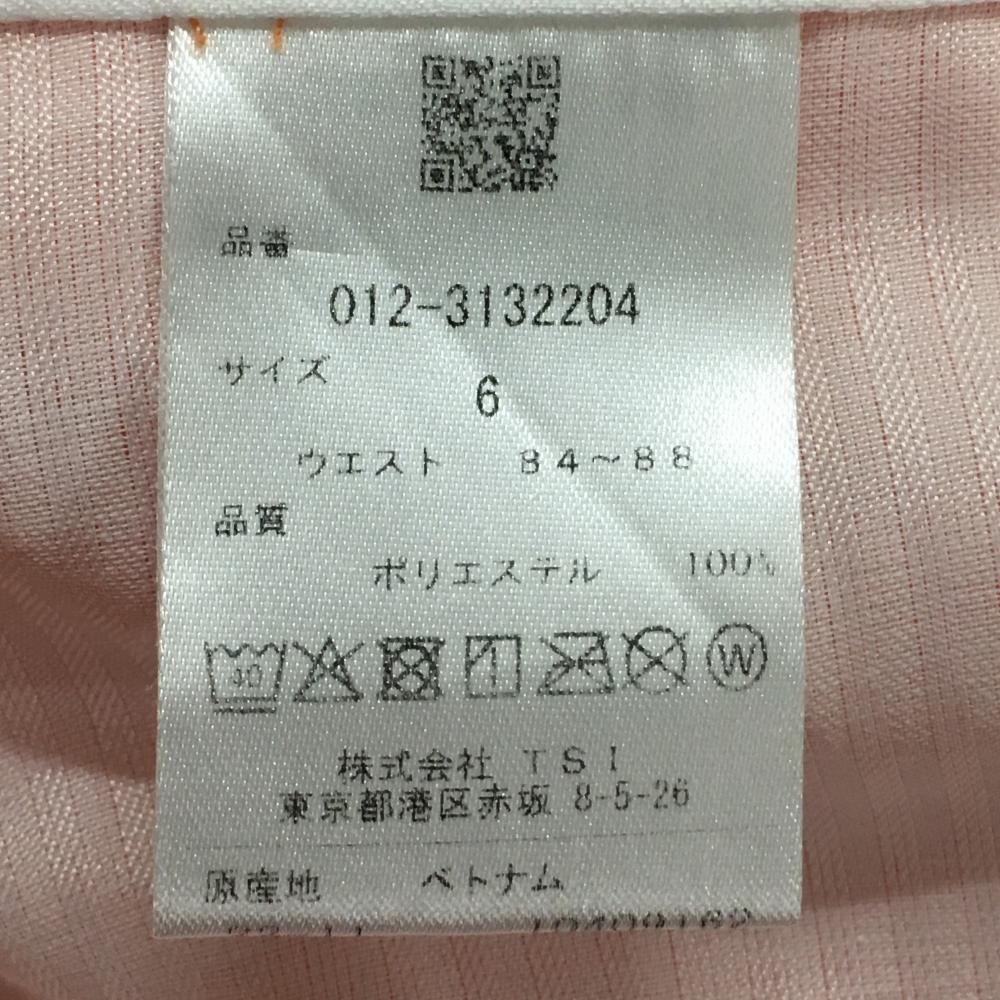 品番
012-3132204
サイズ
6
ウエスト 84~88
品質
ポリエステル 100%
40
W
株式会社 TSI
東京都港区赤坂 8-5-26
原産地 ベトナム